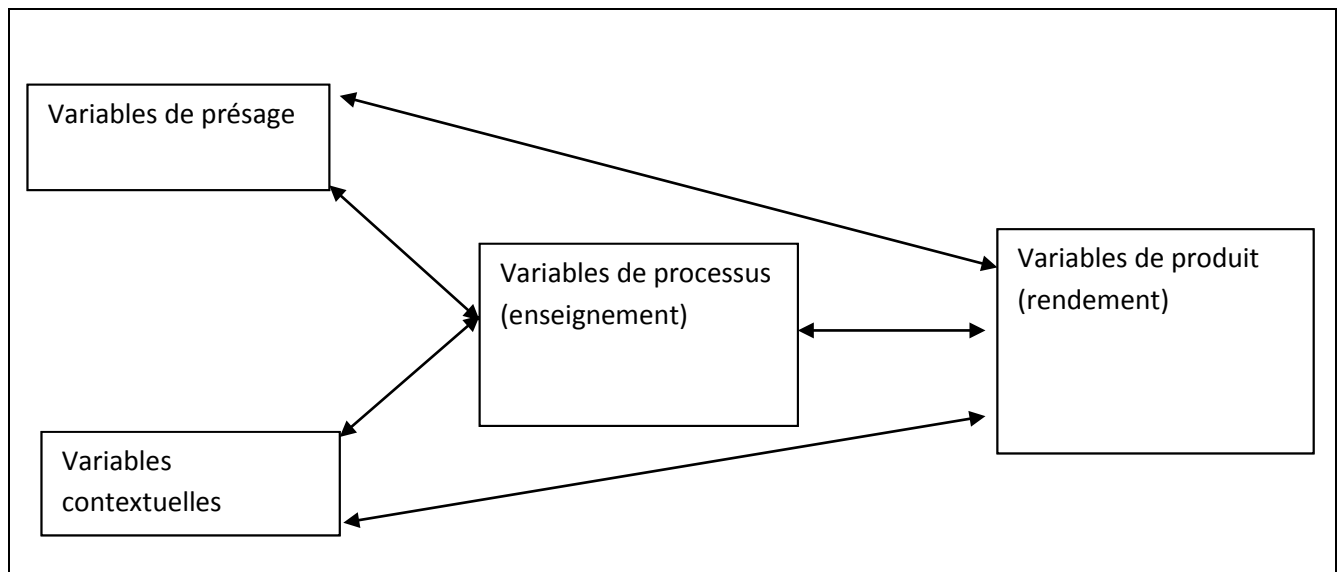 Variables de présage
Variables de processus
(enseignement)
Variables de produit
(rendement)
Variables
contextuelles